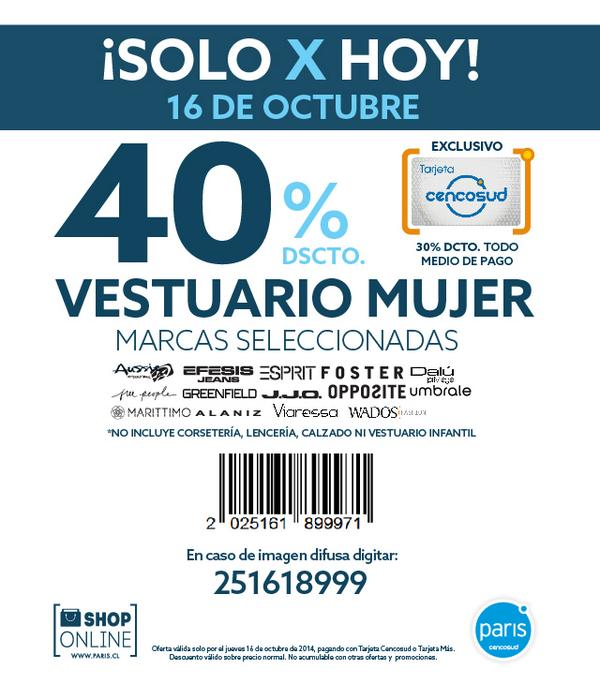 ¡SOLO X HOY!
16 DE OCTUBRE
40%
DSCTO.
EXCLUSIVO
Tarjeta
cencosud
30% DCTO. TODO
MEDIO DE PAGO
VESTUARIO MUJER
MARCAS SELECCIONADAS
Aussie EFESIS JEANS ESPRIT FOSTER Dalú privilege
free people GREENFIELD J.J.O. OPPOSITE umbrale
MARITTIMO ALANIZ Viaressa WADOS FASHION
*NO INCLUYE CORSETERÍA, LENCERÍA, CALZADO NI VESTUARIO INFANTIL
2 025161 899971
En caso de imagen difusa digitar:
251618999
SHOP
ONLINE
WWW.PARIS.CL
Oferta válida solo por el jueves 16 de octubre de 2014, pagando con Tarjeta Cencosud o Tarjeta Más.
Descuento válido sobre precio normal. No acumulable con otras ofertas y promociones.
paris
cencosud